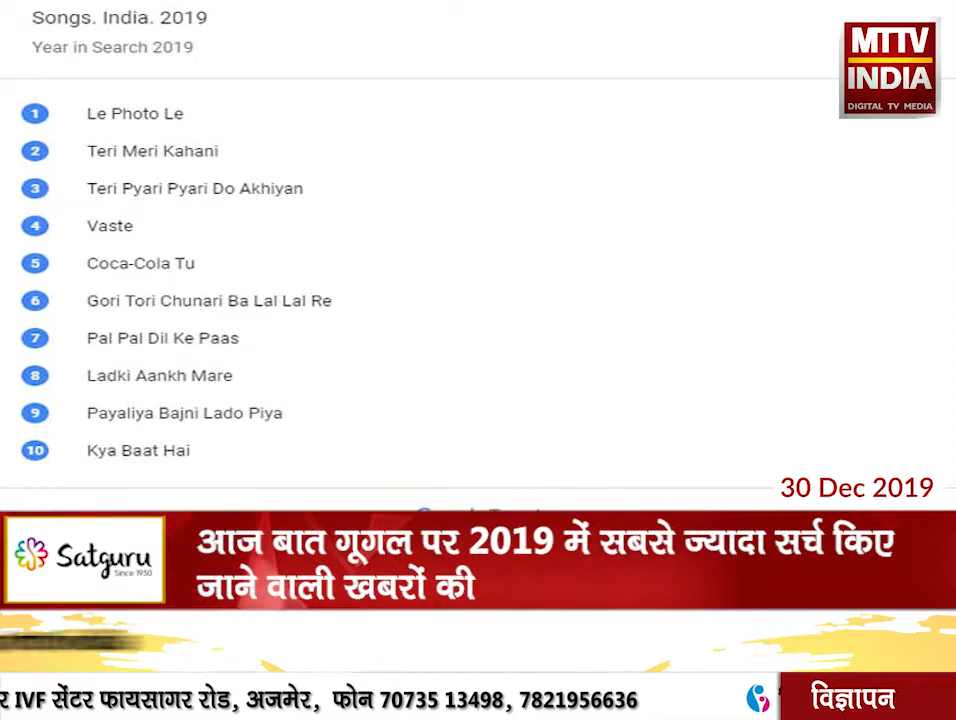 Songs. India. 2019
Year in Search 2019
MTTV
INDIA
DIGITAL TV MEDIA
1 Le Photo Le
2 Teri Meri Kahani
3 Teri Pyari Pyari Do Akhiyan
4 Vaste
5 Coca-Cola Tu
6 Gori Tori Chunari Ba Lal Lal Re
7 Pal Pal Dil Ke Paas
8 Ladki Aankh Mare
9 Payaliya Bajni Lado Piya
10 Kya Baat Hai
30 Dec 2019
Satguru
Since 1950
आज बात गूगल पर 2019 में सबसे ज्यादा सर्च किए
जाने वाली खबरों की
र IVF सेंटर फायसागर रोड, अजमेर, फोन 70735 13498, 7821956636
विज्ञापन